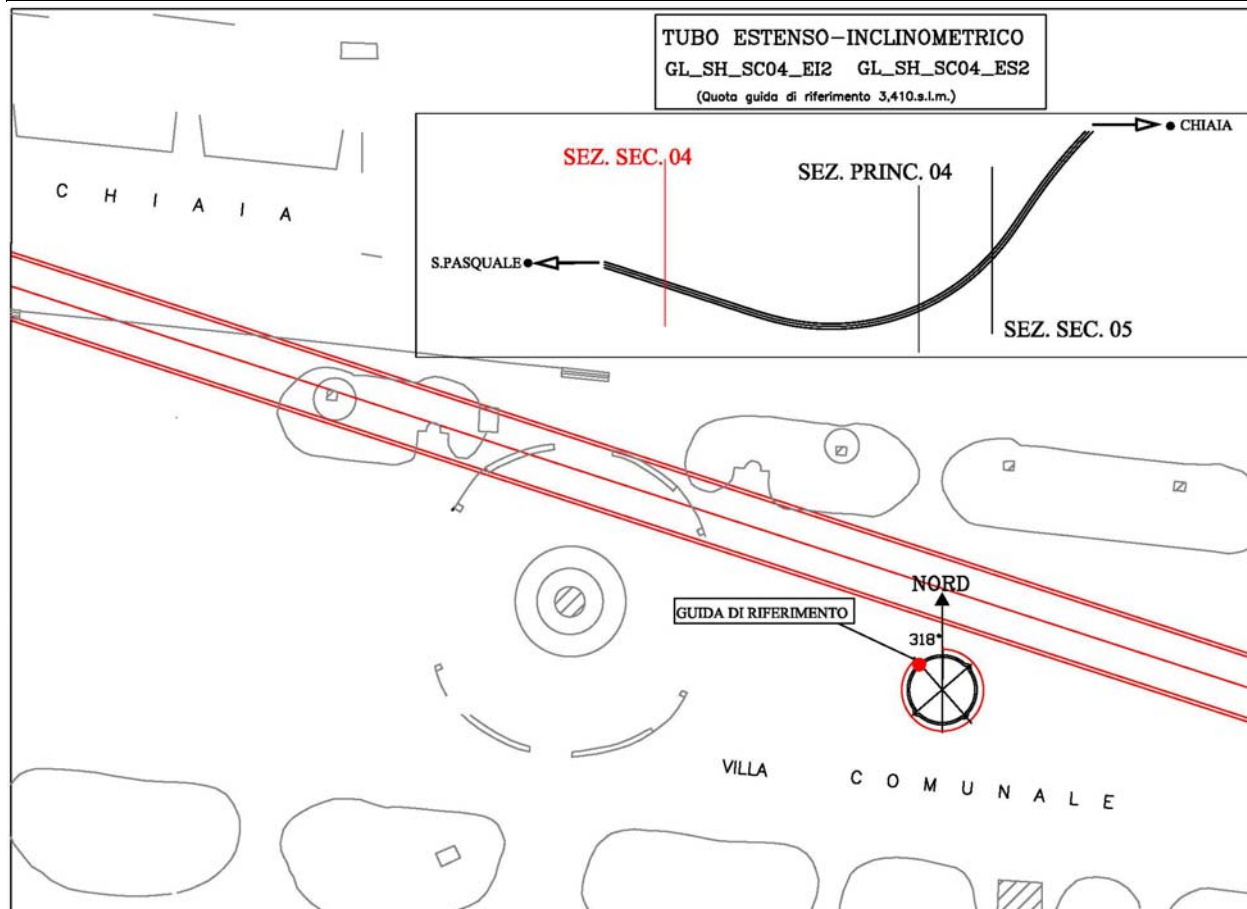 TUBO ESTENSO-INCLINOMETRICO
GL_SH_SC04_EI2 GL_SH_SC04_ES2
(Quota guida di riferimento 3,410.s.l.m.)
CHIAIA
SEZ. SEC. 04
SEZ. PRINC. 04
S.PASQUALE
SEZ. SEC. 05
C H I A I A
NORD
GUIDA DI RIFERIMENTO
318°
VILLA C O M U N A L E